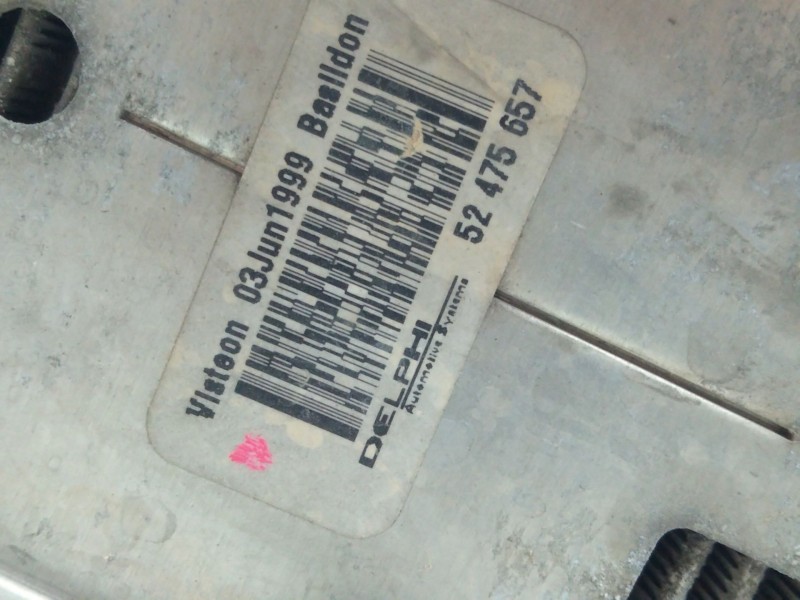 Visteon 03Jun1999 Basildon
52 475 657
DELPHI
Automotive Systems